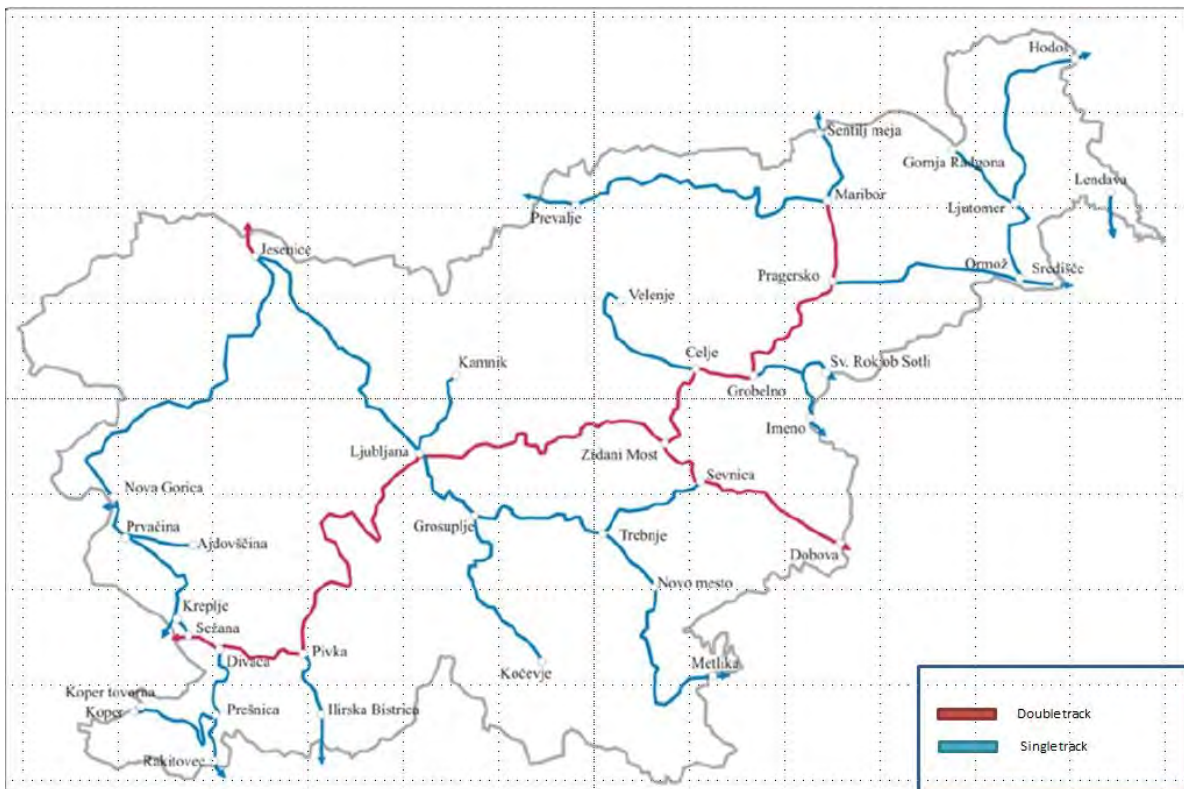 Hodoš
Šentilj meja
Gornja Radgona
Lendava
Maribor
Ljutomer
Prevalje
Jesenice
Ormož
Središče
Pragersko
Velenje
Celje
Sv. Rok ob Sotli
Kamnik
Grobelno
Imeno
Ljubljana
Zidani Most
Sevnica
Nova Gorica
Grosuplje
Prvačina
Trebnje
Ajdovščina
Dobova
Novo mesto
Kreplje
Sežana
Pivka
Divača
Metlika
Kočevje
Koper tovorna
Koper
Prešnica
Ilirska Bistrica
Rakitovec
Double track
Single track